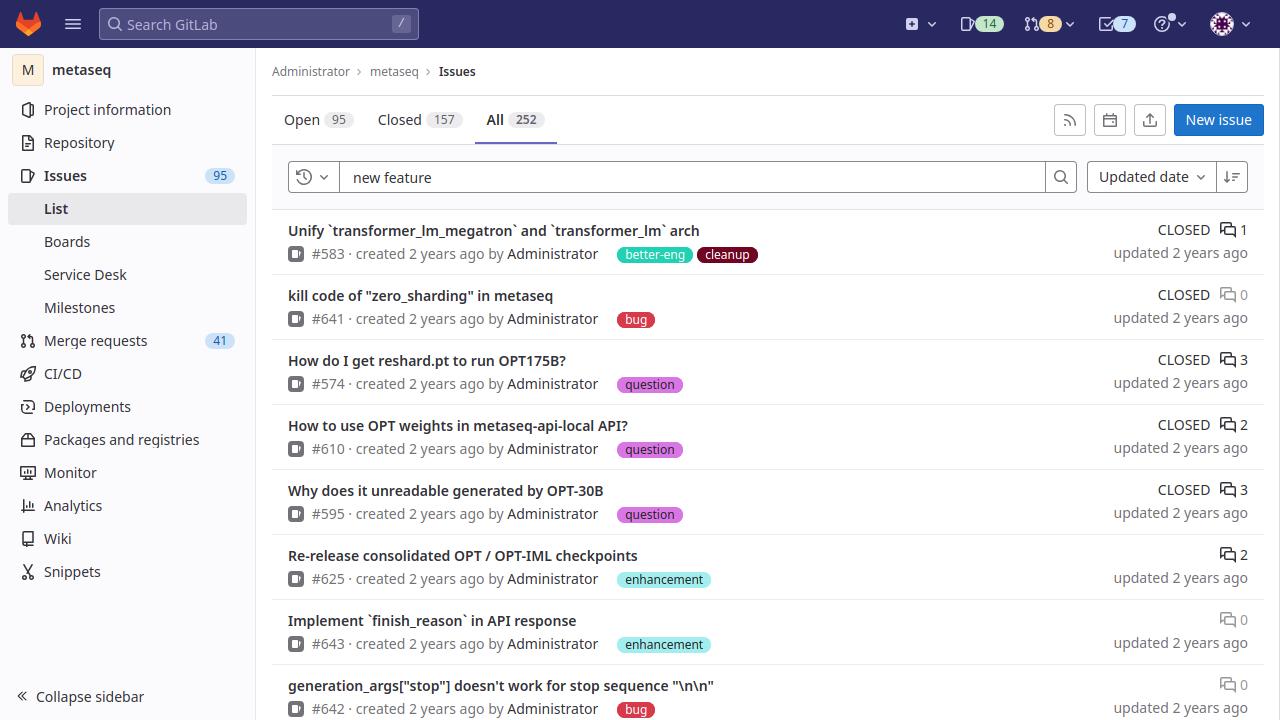 Search GitLab
/
14
8
7
M
metaseq
Project information
Repository
Issues
95
List
Boards
Service Desk
Milestones
Merge requests
41
CI/CD
Deployments
Packages and registries
Monitor
Analytics
Wiki
Snippets
Collapse sidebar
Administrator
metaseq
Issues
Open 95
Closed 157
All 252
New issue
new feature
Updated date
Unify `transformer_lm_megatron` and `transformer_lm` arch
CLOSED 1
#583 · created 2 years ago by Administrator better-eng cleanup
updated 2 years ago
kill code of "zero_sharding" in metaseq
CLOSED 0
#641 · created 2 years ago by Administrator bug
updated 2 years ago
How do I get reshard.pt to run OPT175B?
CLOSED 3
#574 · created 2 years ago by Administrator question
updated 2 years ago
How to use OPT weights in metaseq-api-local API?
CLOSED 2
#610 · created 2 years ago by Administrator question
updated 2 years ago
Why does it unreadable generated by OPT-30B
CLOSED 3
#595 · created 2 years ago by Administrator question
updated 2 years ago
Re-release consolidated OPT / OPT-IML checkpoints
2
#625 · created 2 years ago by Administrator enhancement
updated 2 years ago
Implement `finish_reason` in API response
0
#643 · created 2 years ago by Administrator enhancement
updated 2 years ago
generation_args["stop"] doesn't work for stop sequence "\n\n"
0
#642 · created 2 years ago by Administrator bug
updated 2 years ago